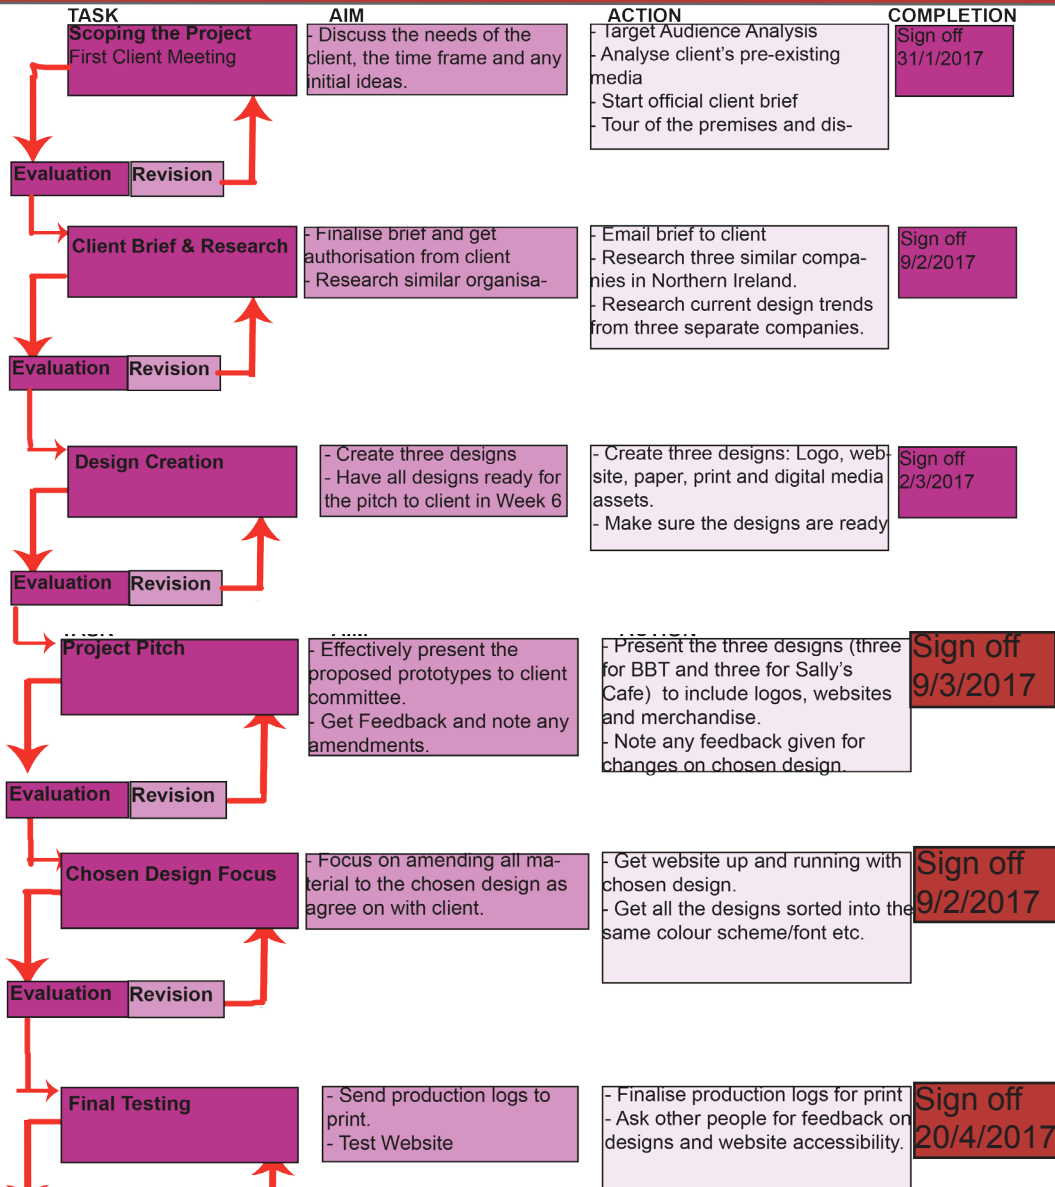 TASK AIM ACTION COMPLETION
Scoping the Project
First Client Meeting
- Discuss the needs of the
client, the time frame and any
initial ideas.
- Target Audience Analysis
- Analyse client's pre-existing
media
- Start official client brief
- Tour of the premises and dis-
Sign off
31/1/2017
Evaluation Revision
Client Brief & Research
- Finalise brief and get
authorisation from client
- Research similar organisa-
- Email brief to client
- Research three similar compa-
nies in Northern Ireland.
- Research current design trends
from three separate companies.
Sign off
9/2/2017
Evaluation Revision
Design Creation
- Create three designs
- Have all designs ready for
the pitch to client in Week 6
- Create three designs: Logo, web-
site, paper, print and digital media
assets.
- Make sure the designs are ready
Sign off
2/3/2017
Evaluation Revision
TASK AIM ACTION
Project Pitch
- Effectively present the
proposed prototypes to client
committee.
- Get Feedback and note any
amendments.
- Present the three designs (three
for BBT and three for Sally's
Cafe) to include logos, websites
and merchandise.
- Note any feedback given for
changes on chosen design.
Sign off
9/3/2017
Evaluation Revision
Chosen Design Focus
- Focus on amending all ma-
terial to the chosen design as
agree on with client.
- Get website up and running with
chosen design.
- Get all the designs sorted into the
same colour scheme/font etc.
Sign off
9/2/2017
Evaluation Revision
Final Testing
- Send production logs to
print.
- Test Website
- Finalise production logs for print
- Ask other people for feedback on
designs and website accessibility.
Sign off
20/4/2017